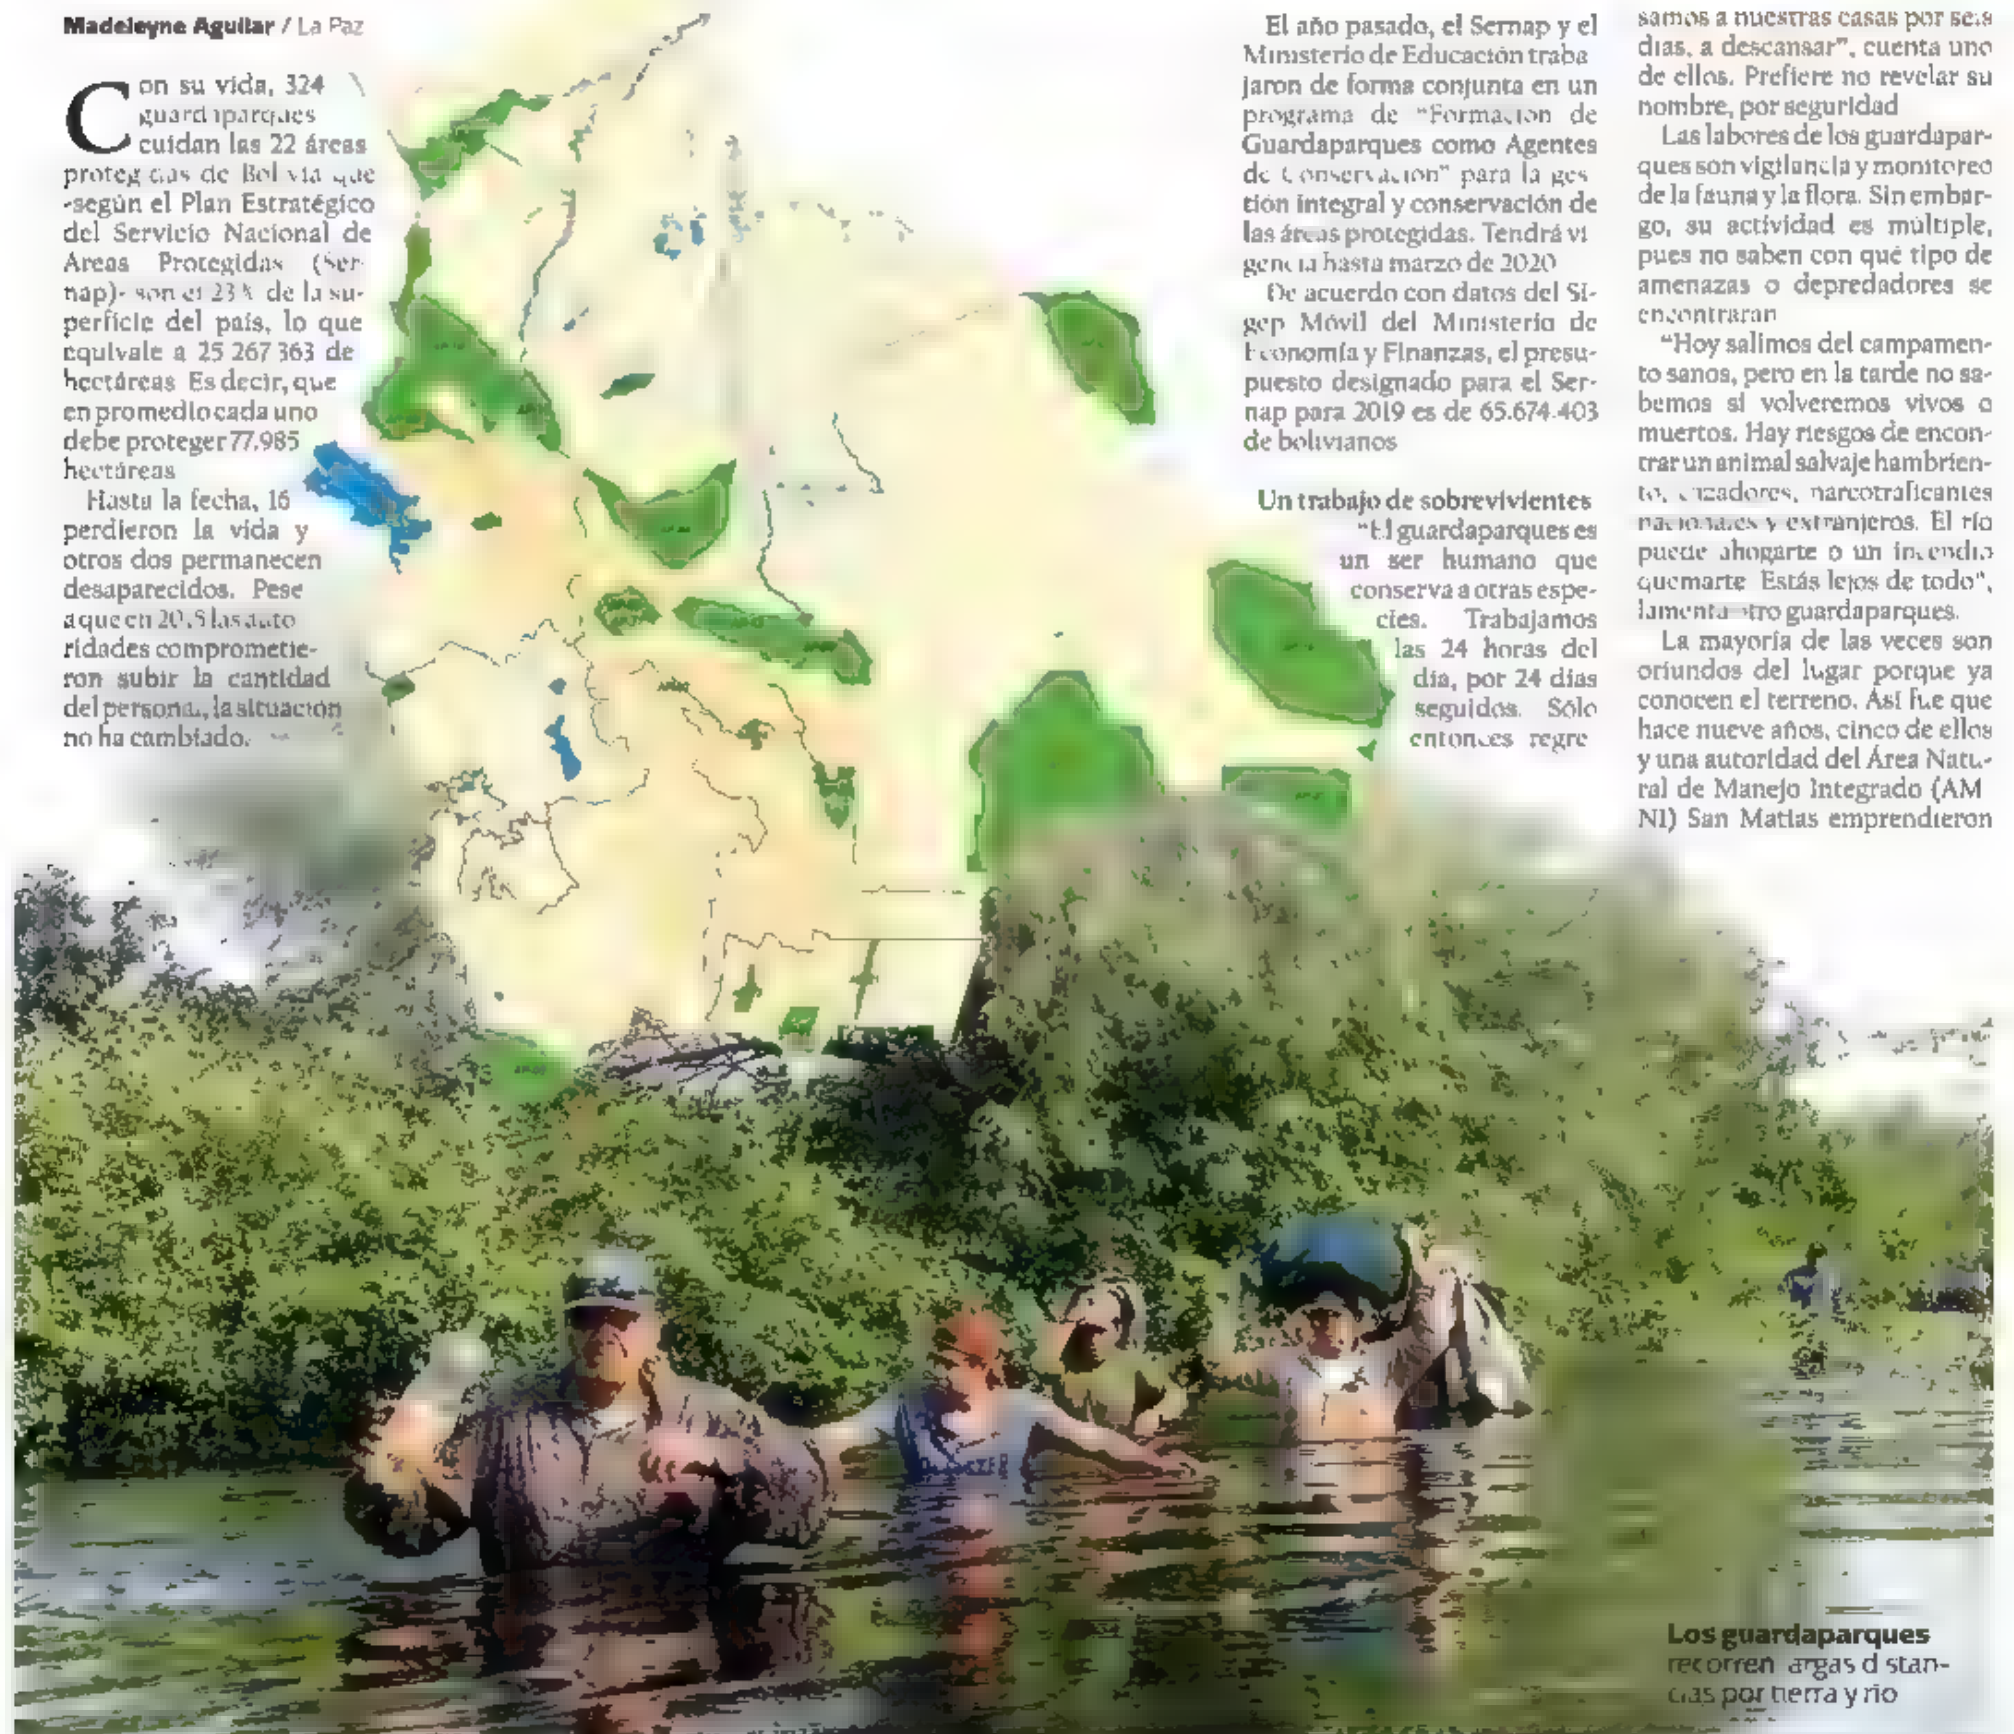 Madeleyne Aguilar / La Paz
Con su vida, 324
guardaparques
cuidan las 22 áreas
protegidas de Bolivia que
-según el Plan Estratégico
del Servicio Nacional de
Areas Protegidas (Ser-
nap)- son el 23% de la su-
perficie del país, lo que
equivale a 25 267 363 de
hectáreas Es decir, que
en promedio cada uno
debe proteger 77.985
hectáreas
Hasta la fecha, 16
perdieron la vida y
otros dos permanecen
desaparecidos. Pese
a que en las auto
ridades comprometie-
ron subir la cantidad
del personal, la situación
no ha cambiado.
El año pasado, el Sernap y el
Ministerio de Educación traba
jaron de forma conjunta en un
programa de "Formación de
Guardaparques como Agentes
de Conservación" para la ges
tión integral y conservación de
las áreas protegidas. Tendrá vi
gencia hasta marzo de 2020
De acuerdo con datos del Si-
gep Móvil del Ministerio de
Economía y Finanzas, el presu-
puesto designado para el Ser-
nap para 2019 es de 65.674.403
de bolivianos
Un trabajo de sobrevivientes
"El guardaparques es
un ser humano que
conserva a otras espe-
cies. Trabajamos
las 24 horas del
día, por 24 días
seguidos. Sólo
entonces regre
samos a nuestras casas por seis
días, a descansar", cuenta uno
de ellos. Prefiere no revelar su
nombre, por seguridad
Las labores de los guardapar-
ques son vigilancia y monitoreo
de la fauna y la flora. Sin embar-
go, su actividad es múltiple,
pues no saben con qué tipo de
amenazas o depredadores se
encontraran
"Hoy salimos del campamen-
to sanos, pero en la tarde no sa-
bemos si volveremos vivos o
muertos. Hay riesgos de encon-
trar un animal salvaje hambrien-
to, cazadores, narcotraficantes
nacionales y extranjeros. El río
puede ahogarte o un incendio
quemarte Estás lejos de todo",
lamenta otro guardaparques.
La mayoría de las veces son
oriundos del lugar porque ya
conocen el terreno. Así fue que
hace nueve años, cinco de ellos
y una autoridad del Área Natu-
ral de Manejo Integrado (AM
NI) San Matías emprendieron
Los guardaparques
recorren largas distan-
cias por tierra y río